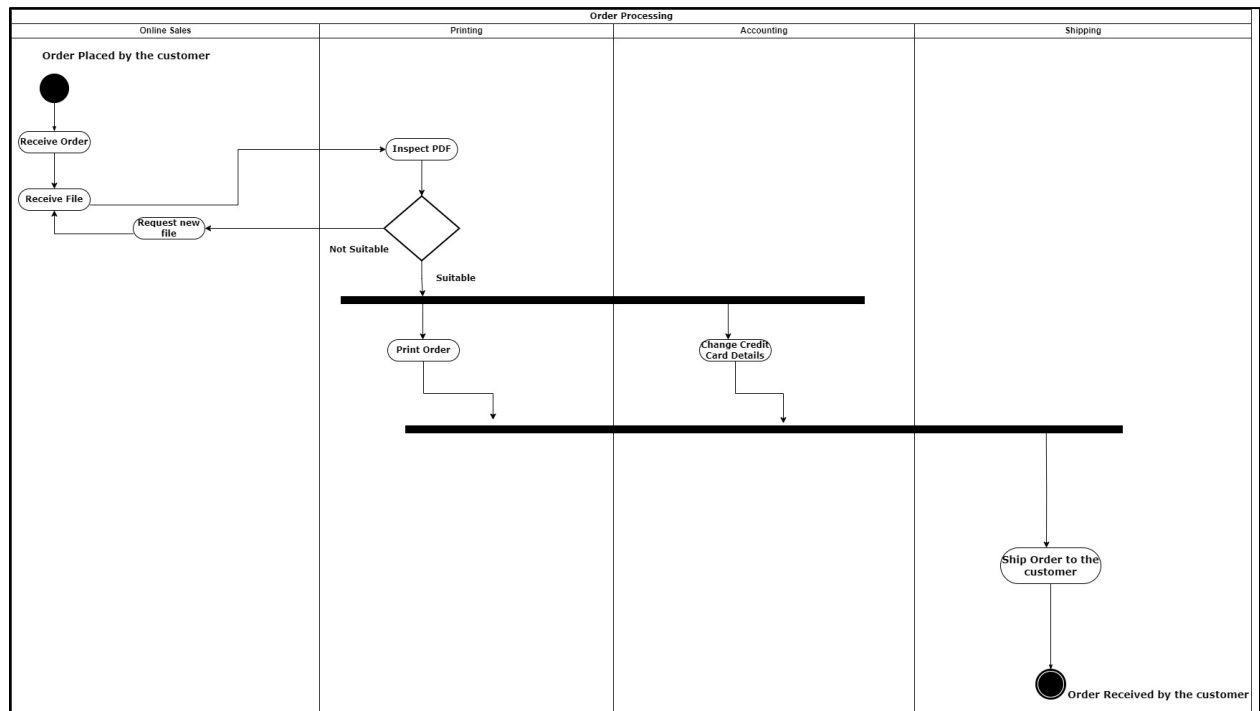 Order Processing
Online Sales
Printing
Accounting
Shipping
Order Placed by the customer
Receive Order
Inspect PDF
Receive File
Request new
file
Not Suitable
Suitable
Print Order
Change Credit
Card Details
Ship Order to the
customer
Order Received by the customer